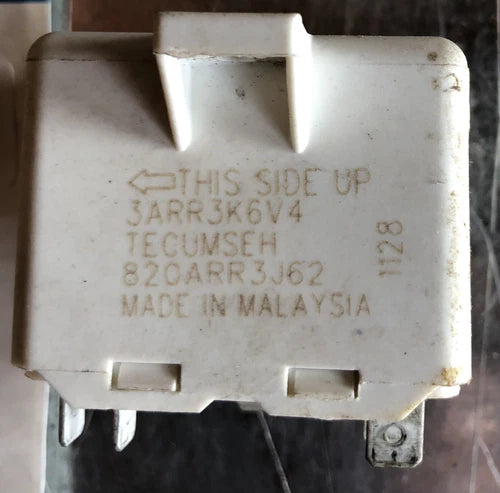 ⇐THIS SIDE UP
3ARR3K6V4
TECUMSEH
820ARR3J62
MADE IN MALAYSIA
1128